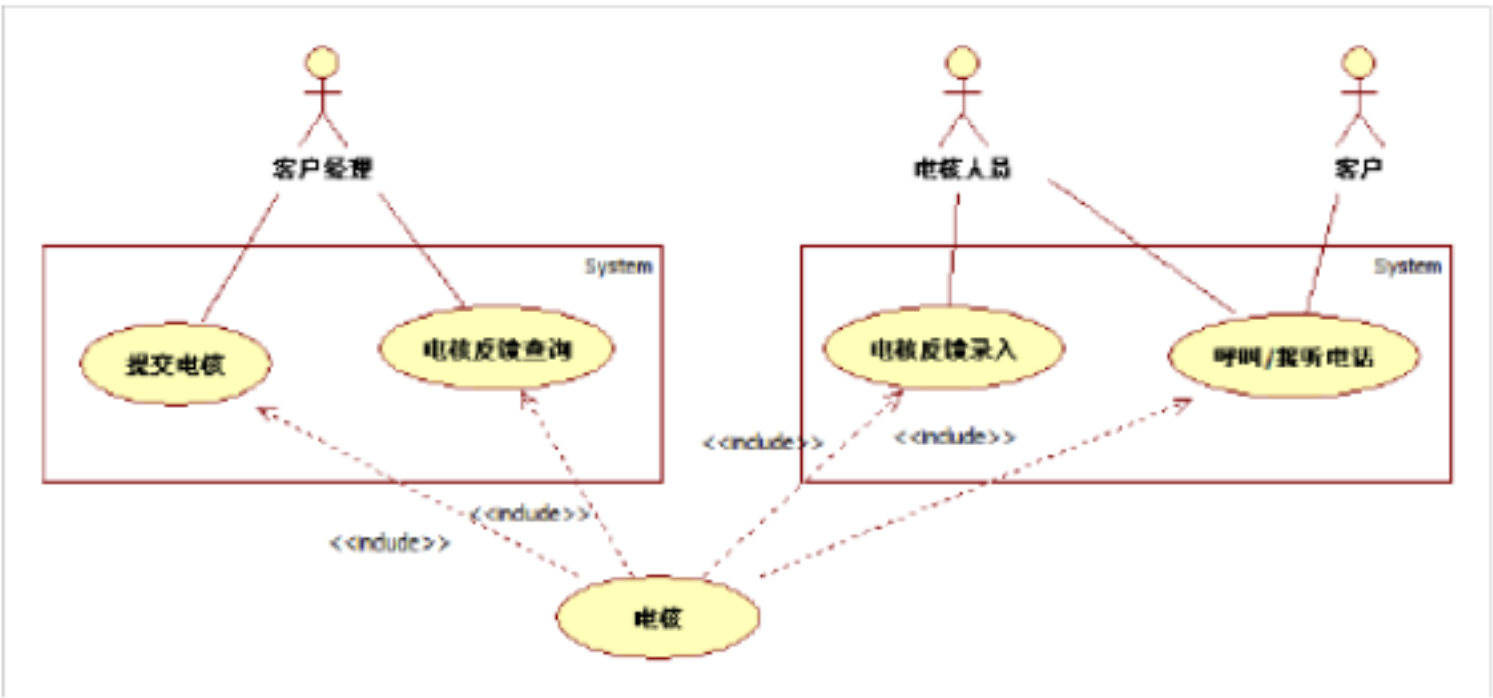 客户经理
电核人员
客户
System
System
提交电核
电核反馈查询
电核反馈录入
呼叫/接听电话
<<include>>
<<include>>
<<include>>
<<include>>
电核